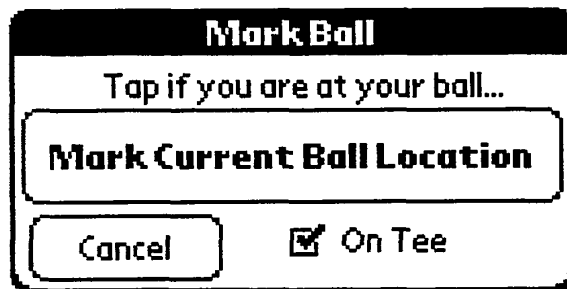 Mark Ball
Tap if you are at your ball...
Mark Current Ball Location
Cancel
On Tee